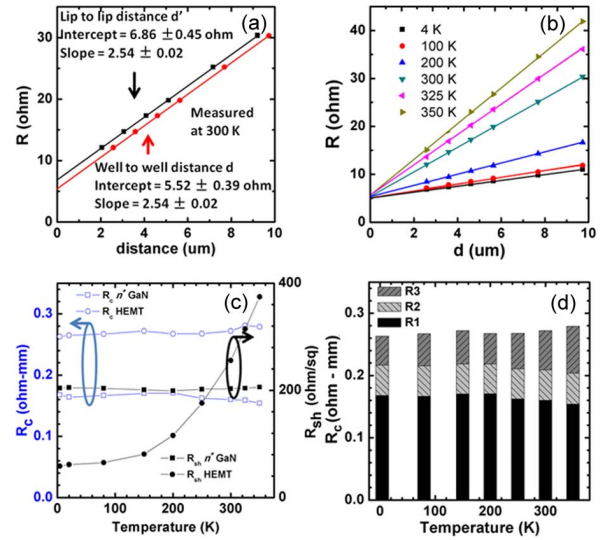 (a)
Lip to lip distance d'
Intercept = 6.86 ±0.45 ohm
Slope = 2.54 ± 0.02
Measured
at 300 K
Well to well distance d
Intercept = 5.52 ± 0.39 ohm
Slope = 2.54 ± 0.02
R (ohm)
30
20
10
0
0 2 4 6 8 10
distance (um)
(b)
4 K
100 K
200 K
300 K
325 K
350 K
R (ohm)
40
30
20
10
0
0 2 4 6 8 10
d (um)
(c)
Rc n+ GaN
Rc HEMT
Rsh n+ GaN
Rsh HEMT
Rc (ohm-mm)
0.3
0.2
0.1
0.0
400
200
0
Rsh (ohm/sq)
0 100 200 300
Temperature (K)
(d)
R3
R2
R1
Rc (ohm - mm)
0.3
0.2
0.1
0.0
0 100 200 300
Temperature (K)